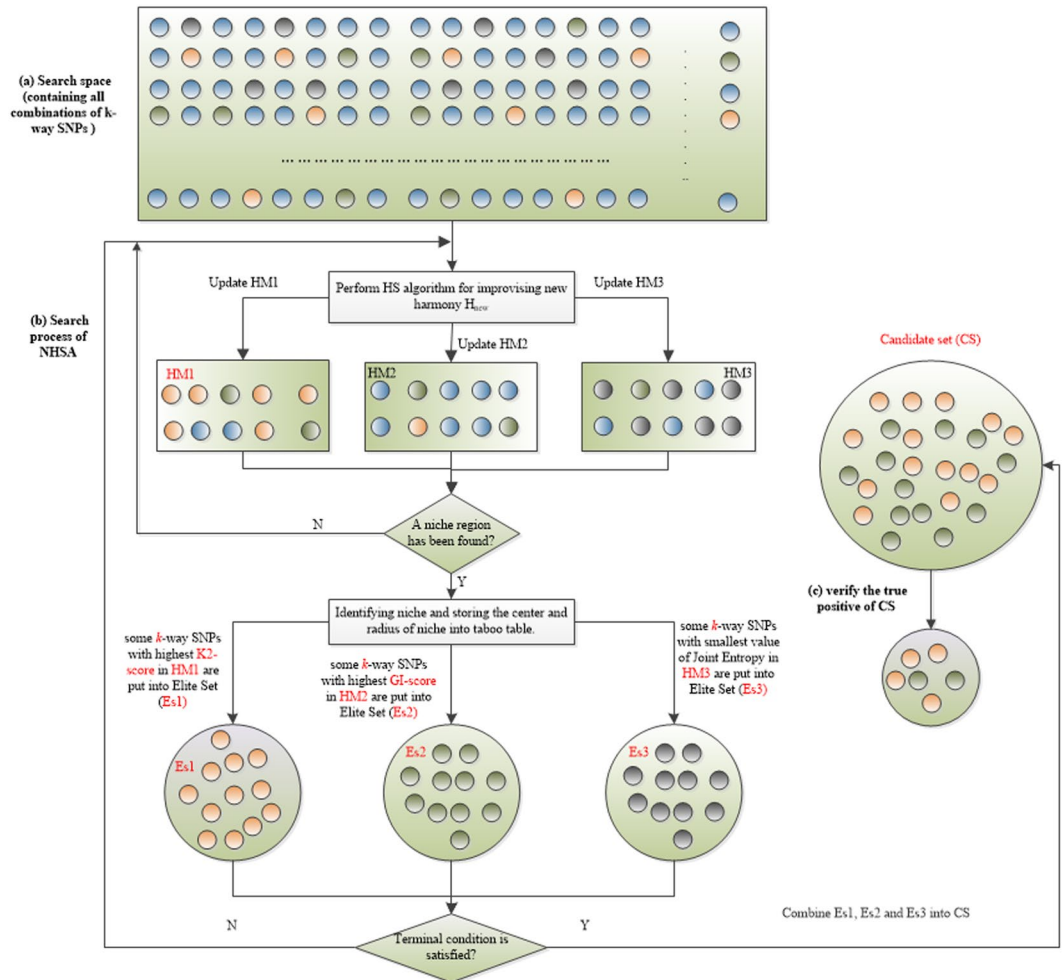 (a) Search space
(containing all
combinations of k-
way SNPs )
... ... ... ... ... ... ... ... ... ... ... ... ... ... ... ... ... ... ... ...
Update HM1
Perform HS algorithm for improvising new
harmony Hnew
Update HM3
(b) Search
process of
NHSA
Update HM2
HM1
HM2
HM3
Candidate set (CS)
N
A niche region
has been found?
Y
(c) verify the true
positive of CS
Identifying niche and storing the center and
radius of niche into taboo table.
some k-way SNPs
with highest K2-
score in HM1 are
put into Elite Set
(Es1)
some k-way SNPs
with highest GI-score
in HM2 are put into
Elite Set (Es2)
some k-way SNPs
with smallest value
of Joint Entropy in
HM3 are put into
Elite Set (Es3)
Es1
Es2
Es3
Combine Es1, Es2 and Es3 into CS
N
Y
Terminal condition is
satisfied?